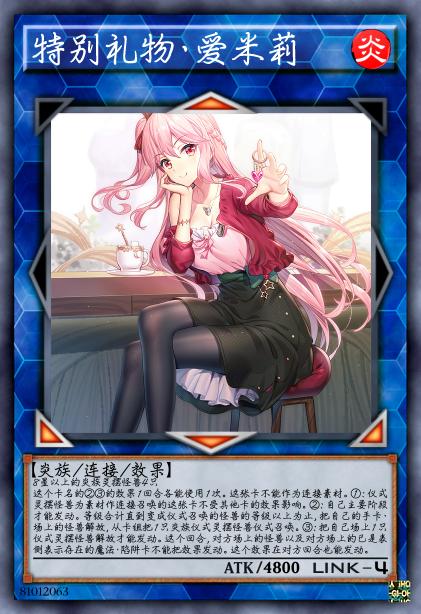 特别礼物·爱米莉
炎
【炎族/连接/效果】
8星以上的炎族灵摆怪兽4只
这个卡名的②③的效果1回合各能使用1次。这张卡不能作为连接素材。①:仪式
灵摆怪兽为素材作连接召唤的这张卡不受其他卡的效果影响。②:自己主要阶段
才能发动。等级合计直到变成仪式召唤的怪兽的等级以上为止,把自己的手卡·
场上的怪兽解放,从卡组把1只炎族仪式灵摆怪兽仪式召唤。③:把自己场上1只
仪式灵摆怪兽解放才能发动。这个回合,对方场上的怪兽以及对方场上的已是表
侧表示存在的魔法·陷阱卡不能把效果发动。这个效果在对方回合也能发动。
ATK/4800 LINK-4
81012063